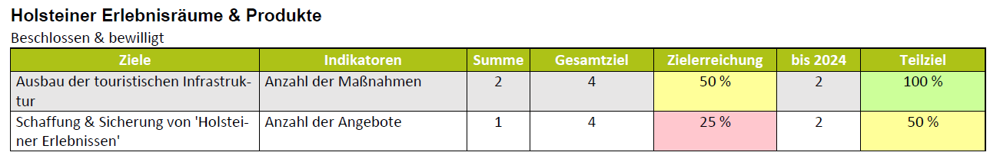 Holsteiner Erlebnisräume & Produkte
Beschlossen & bewilligt
Ziele Indikatoren Summe Gesamtziel Zielerreichung bis 2024 Teilziel
Ausbau der touristischen Infrastruk- Anzahl der Maßnahmen 2 4 50 % 2 100 %
tur
Schaffung & Sicherung von 'Holstei- Anzahl der Angebote 1 4 25 % 2 50 %
ner Erlebnissen'